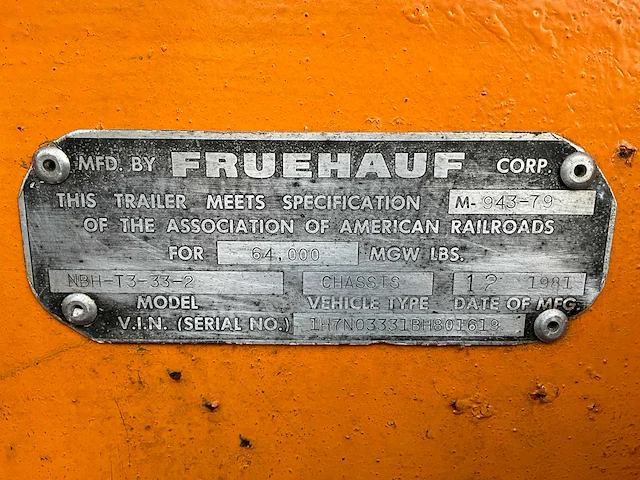 MFD. BY FRUEHAUF CORP.
THIS TRAILER MEETS SPECIFICATION M-943-79
OF THE ASSOCIATION OF AMERICAN RAILROADS
FOR 64,000 MGW LBS.
NBH-T3-33-2 CHASSIS 12 1981
MODEL VEHICLE TYPE DATE OF MFG.
V.I.N. (SERIAL NO.) 1H7N03331BH801619